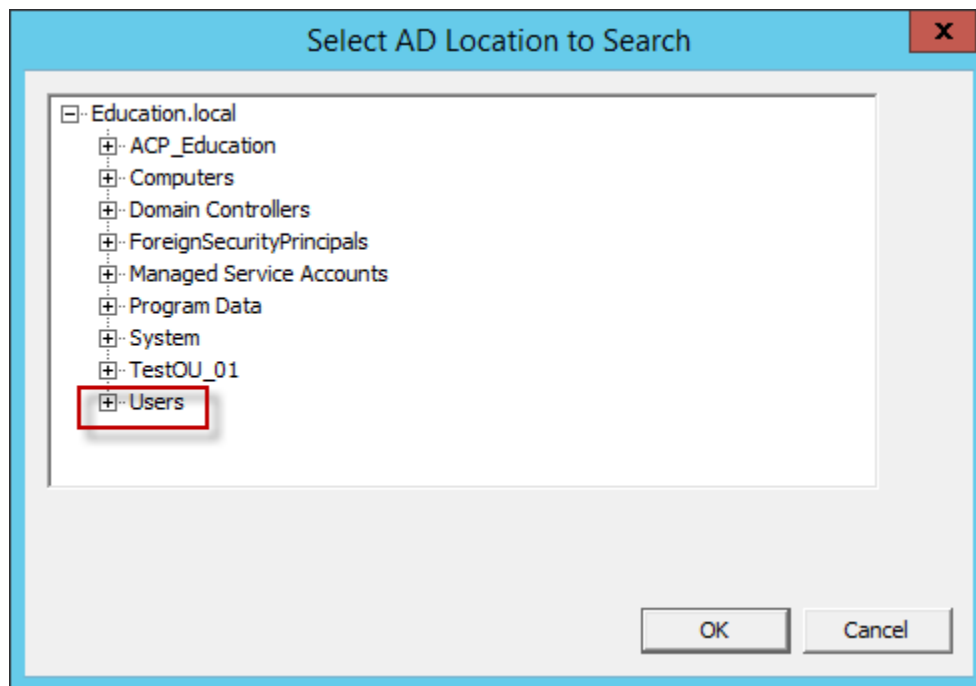 Select AD Location to Search
x
Education.local
ACP_Education
Computers
Domain Controllers
ForeignSecurityPrincipals
Managed Service Accounts
Program Data
System
TestOU_01
Users
OK
Cancel